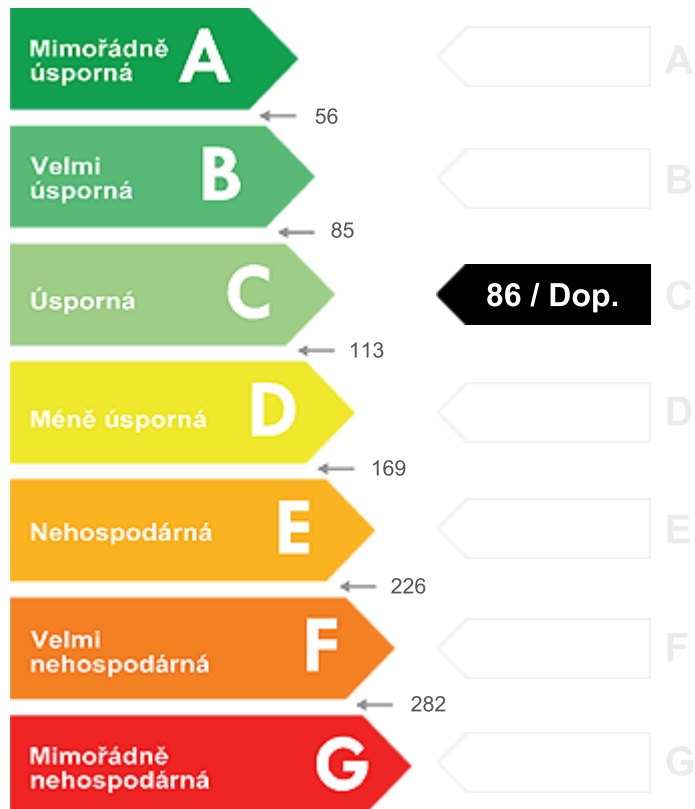 Mimořádně
úsporná
A
A
56
Velmi
úsporná
B
B
85
Úsporná
C
86 / Dop.
C
113
Méně úsporná
D
D
169
Nehospodárná
E
E
226
Velmi
nehospodárná
F
F
282
Mimořádně
nehospodárná
G
G